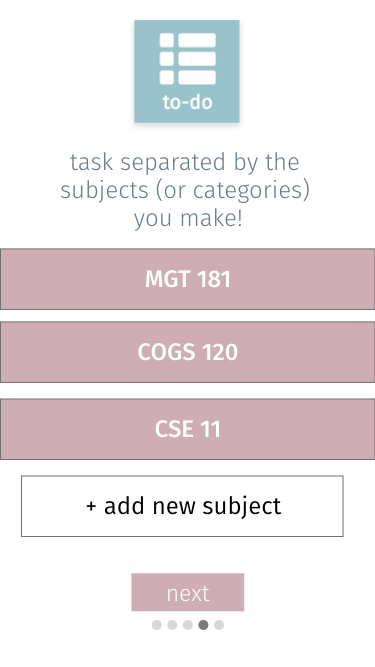 to-do
task separated by the
subjects (or categories)
you make!
MGT 181
COGS 120
CSE 11
+ add new subject
next